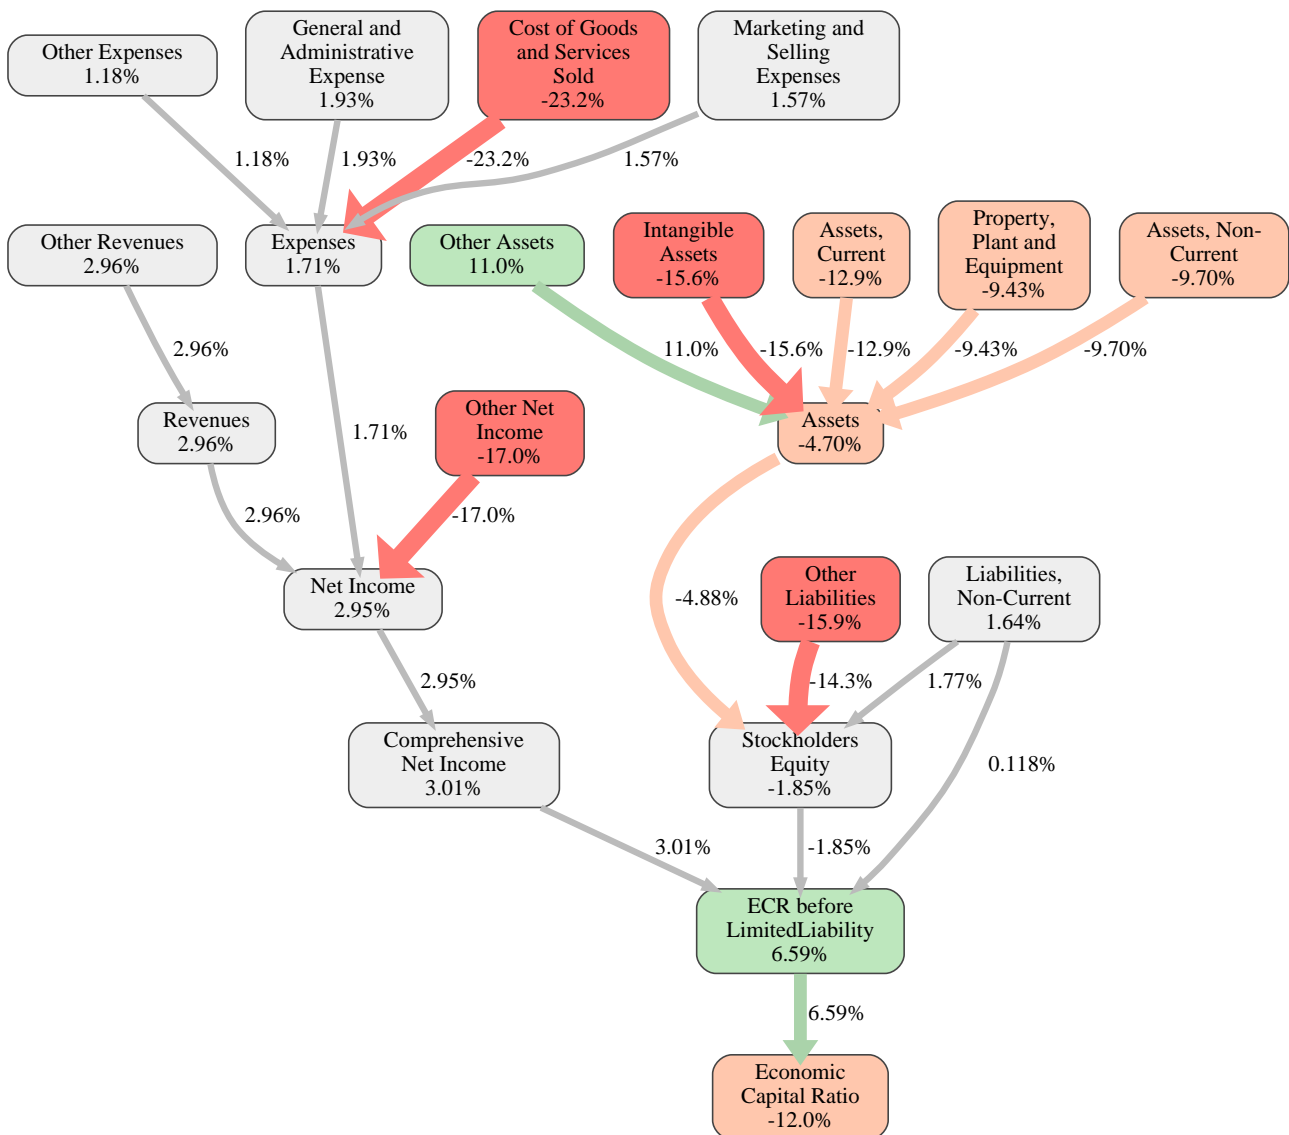 Other Expenses
1.18%
General and
Administrative
Expense
1.93%
Cost of Goods
and Services
Sold
-23.2%
Marketing and
Selling
Expenses
1.57%
1.18%
1.93%
-23.2%
1.57%
Other Revenues
2.96%
Expenses
1.71%
Other Assets
11.0%
Intangible
Assets
-15.6%
Assets,
Current
-12.9%
Property,
Plant and
Equipment
-9.43%
Assets, Non-
Current
-9.70%
2.96%
11.0%
-15.6%
-12.9%
-9.43%
-9.70%
Revenues
2.96%
1.71%
Other Net
Income
-17.0%
Assets
-4.70%
2.96%
-17.0%
Net Income
2.95%
-4.88%
Other
Liabilities
-15.9%
Liabilities,
Non-Current
1.64%
2.95%
-14.3%
1.77%
Comprehensive
Net Income
3.01%
Stockholders
Equity
-1.85%
0.118%
3.01%
-1.85%
ECR before
LimitedLiability
6.59%
6.59%
Economic
Capital Ratio
-12.0%